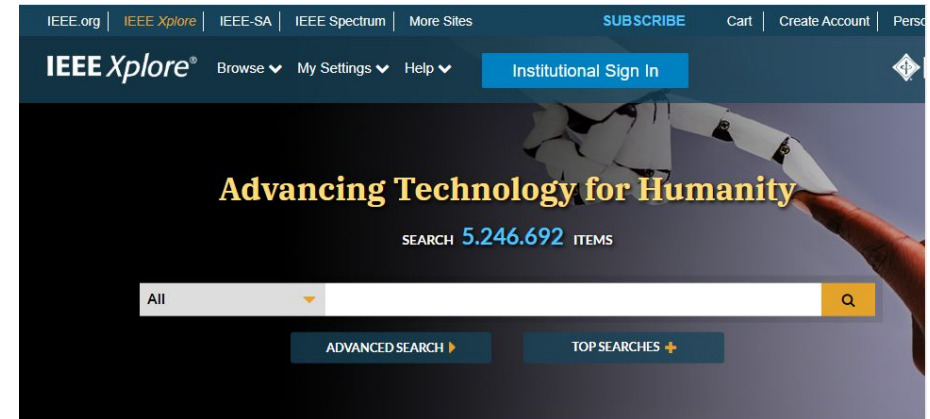 IEEE.org IEEE Xplore IEEE-SA IEEE Spectrum More Sites SUBSCRIBE Cart Create Account
IEEE Xplore® Browse My Settings Help Institutional Sign In
Advancing Technology for Humanity
SEARCH 5.246.692 ITEMS
All
ADVANCED SEARCH TOP SEARCHES